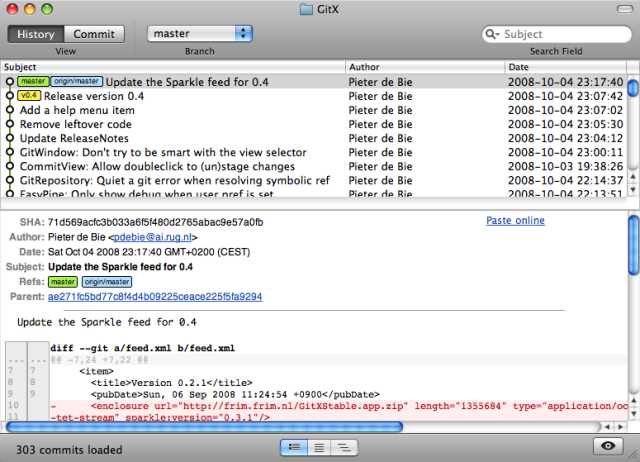 GitX
History Commit
View
master
Branch
Subject
Search Field
Subject Author Date
master origin/master Update the Sparkle feed for 0.4 Pieter de Bie 2008-10-04 23:17:40
v0.4 Release version 0.4 Pieter de Bie 2008-10-04 23:07:42
Add a help menu item Pieter de Bie 2008-10-04 23:07:02
Remove leftover code Pieter de Bie 2008-10-04 23:05:30
Update ReleaseNotes Pieter de Bie 2008-10-04 23:04:12
GitWindow: Don't try to be smart with the view selector Pieter de Bie 2008-10-04 23:00:11
CommitView: Allow doubleclick to (un)stage changes Pieter de Bie 2008-10-03 19:38:26
GitRepository: Quiet a git error when resolving symbolic ref Pieter de Bie 2008-10-04 22:14:37
EasyPipe: Only show debug when user pref is set Pieter de Bie 2008-10-04 22:13:51
SHA: 71d569acfc3b033a6f5f480d2765abac9e57a0fb Paste online
Author: Pieter de Bie <pdebie@ai.rug.nl>
Date: Sat Oct 04 2008 23:17:40 GMT+0200 (CEST)
Subject: Update the Sparkle feed for 0.4
Refs: master origin/master
Parent: ae271fc5bd77c8f4d4b09225ceace225f5fa9294
Update the Sparkle feed for 0.4
diff --git a/feed.xml b/feed.xml
... ... @@ -7,24 +7,22 @@
7 7 <item>
8 8 <title>Version 0.2.1</title>
9 9 <pubDate>Sun, 06 Sep 2008 11:24:54 +0900</pubDate>
10 - <enclosure url="http://frim.frim.nl/GitXStable.app.zip" length="1355684" type="application/oc
11 -tet-stream" sparkle:version="0.3.1"/>
303 commits loaded